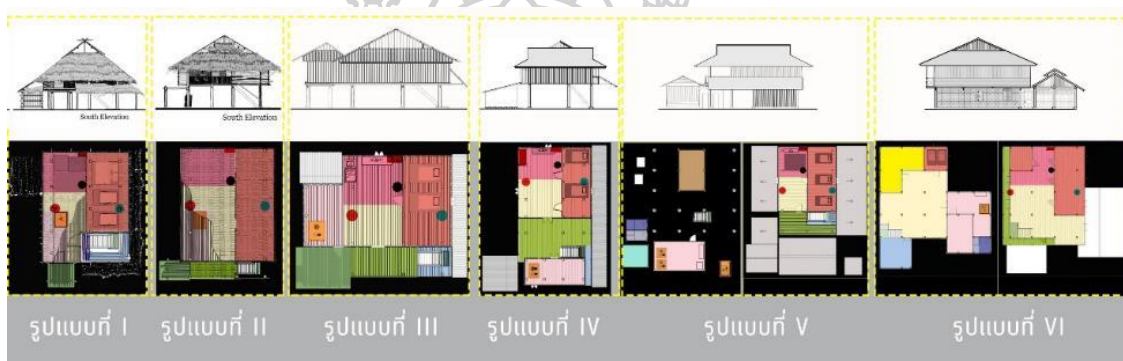 South Elevation
South Elevation
รูปแบบที่ I
รูปแบบที่ II
รูปแบบที่ III
รูปแบบที่ IV
รูปแบบที่ V
รูปแบบที่ VI